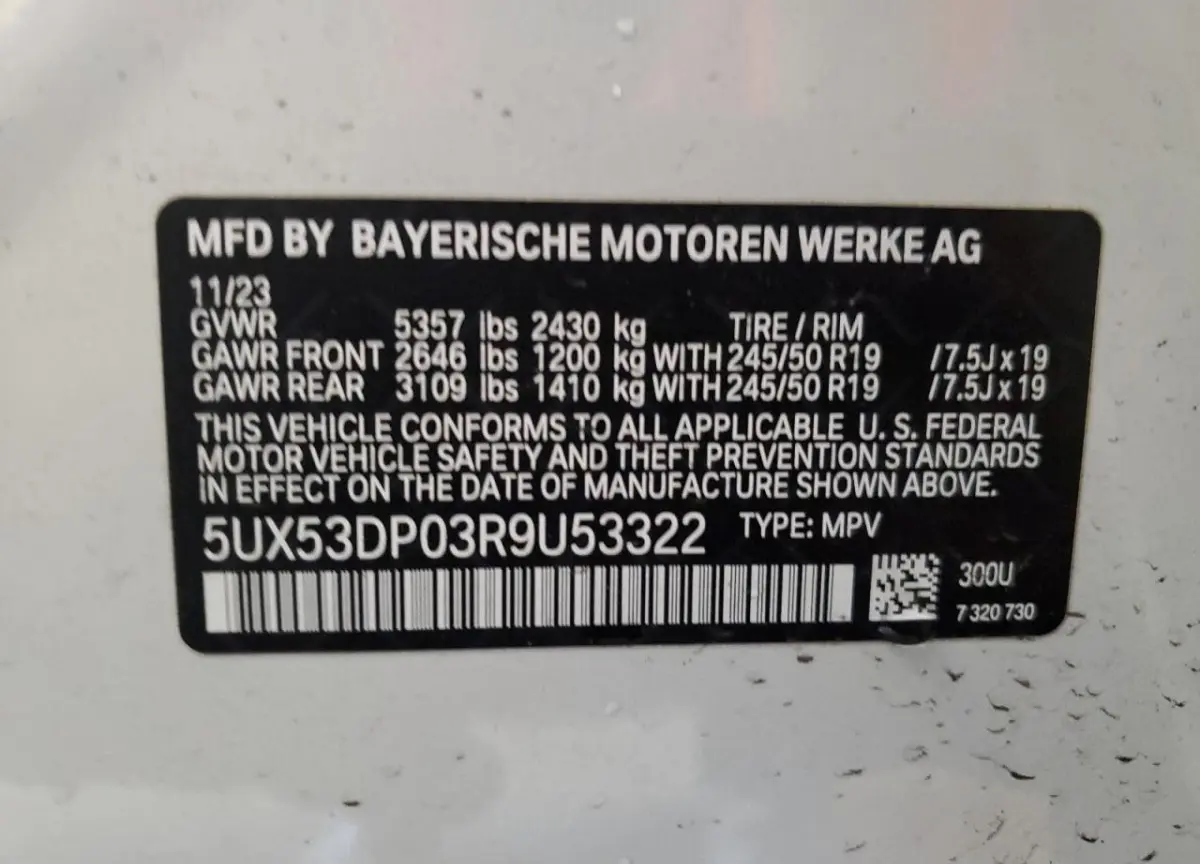 MFD BY BAYERISCHE MOTOREN WERKE AG
11/23
GVWR 5357 lbs 2430 kg TIRE / RIM
GAWR FRONT 2646 lbs 1200 kg WITH 245/50 R19 /7.5J x 19
GAWR REAR 3109 lbs 1410 kg WITH 245/50 R19 /7.5J x 19
THIS VEHICLE CONFORMS TO ALL APPLICABLE U. S. FEDERAL
MOTOR VEHICLE SAFETY AND THEFT PREVENTION STANDARDS
IN EFFECT ON THE DATE OF MANUFACTURE SHOWN ABOVE.
5UX53DP03R9U53322 TYPE: MPV
300U
7 320 730